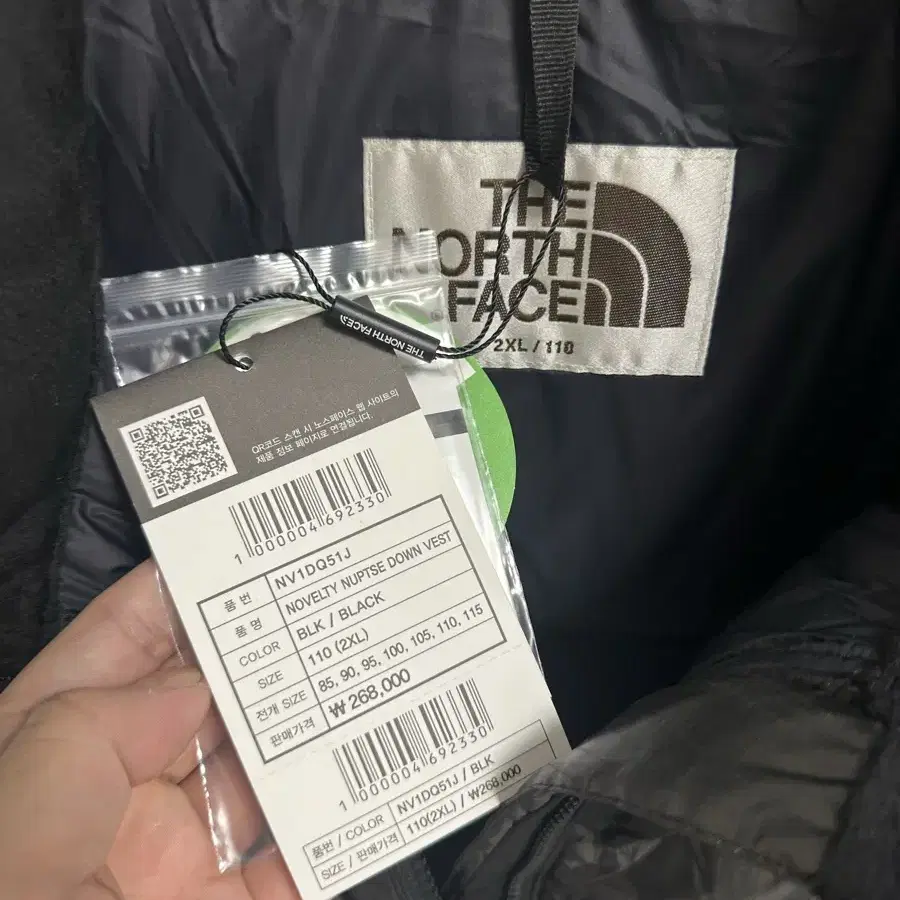 THE
NORTH
FACE
2XL / 110
THE NORTH FACE
QR코드 스캔 시 노스페이스 웹 사이트의
제품 정보 페이지로 연결됩니다.
1 000004 692330
품 번 NV1DQ51J
품 명 NOVELTY NUPTSE DOWN VEST
COLOR BLK / BLACK
SIZE 110 (2XL)
전개 SIZE 85, 90, 95, 100, 105, 110, 115
판매가격 ₩ 268,000
1 000004 692330
품번 / COLOR NV1DQ51J / BLK
SIZE / 판매가격 110(2XL) / ₩268,000